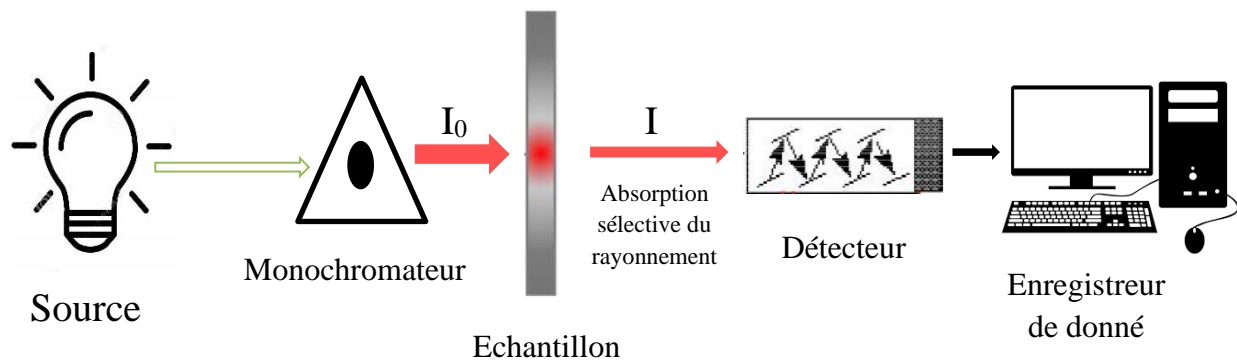 Source
Monochromateur
I₀
Echantillon
I
Absorption
sélective du
rayonnement
Détecteur
Enregistreur
de donné